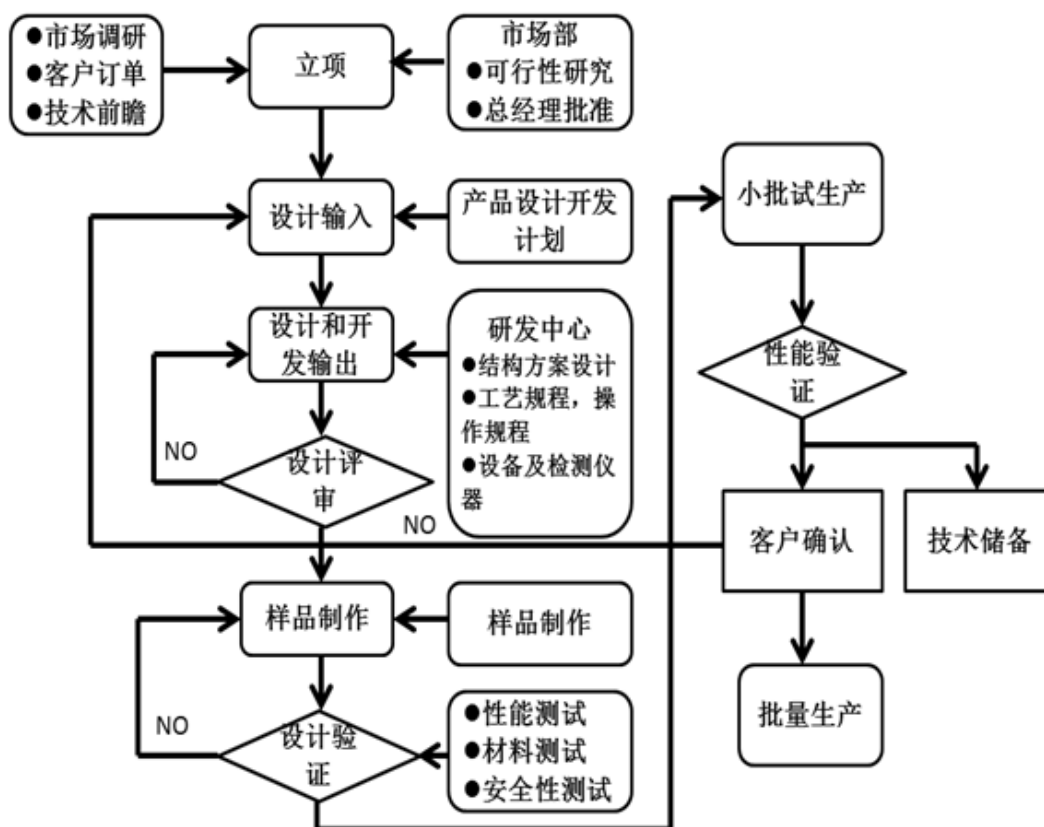 ●市场调研
●客户订单
●技术前瞻
立项
市场部
●可行性研究
●总经理批准
设计输入
产品设计开发
计划
设计和开
发输出
研发中心
●结构方案设计
●工艺规程，操
作规程
●设备及检测仪
器
NO
设计评
审
NO
样品制作
样品制作
NO
设计验
证
●性能测试
●材料测试
●安全性测试
小批试生产
性能验
证
客户确认
技术储备
批量生产